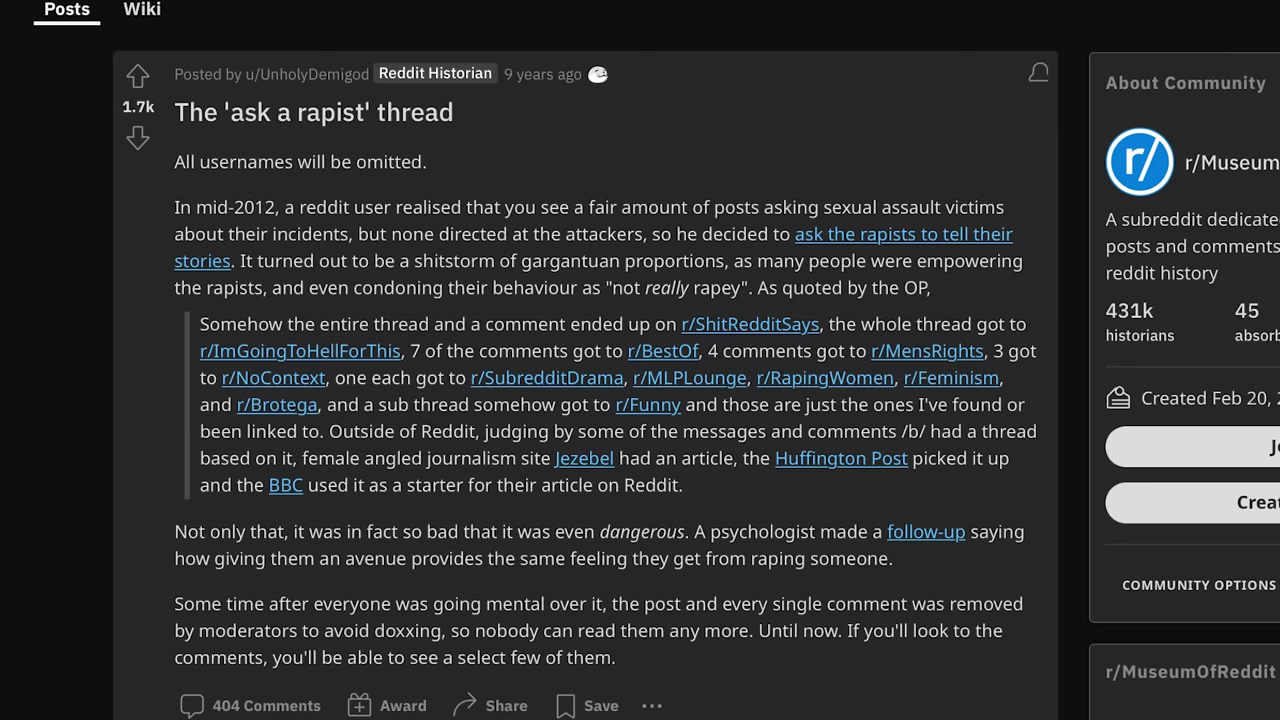 Posts Wiki
Posted by u/UnholyDemigod Reddit Historian 9 years ago
1.7k
The 'ask a rapist' thread
All usernames will be omitted.
In mid-2012, a reddit user realised that you see a fair amount of posts asking sexual assault victims
about their incidents, but none directed at the attackers, so he decided to ask the rapists to tell their
stories. It turned out to be a shitstorm of gargantuan proportions, as many people were empowering
the rapists, and even condoning their behaviour as "not really rapey". As quoted by the OP,
Somehow the entire thread and a comment ended up on r/ShitRedditSays, the whole thread got to
r/ImGoingToHellForThis, 7 of the comments got to r/BestOf, 4 comments got to r/MensRights, 3 got
to r/NoContext, one each got to r/SubredditDrama, r/MLPLounge, r/RapingWomen, r/Feminism,
and r/Brotega, and a sub thread somehow got to r/Funny and those are just the ones I've found or
been linked to. Outside of Reddit, judging by some of the messages and comments /b/ had a thread
based on it, female angled journalism site Jezebel had an article, the Huffington Post picked it up
and the BBC used it as a starter for their article on Reddit.
Not only that, it was in fact so bad that it was even dangerous. A psychologist made a follow-up saying
how giving them an avenue provides the same feeling they get from raping someone.
Some time after everyone was going mental over it, the post and every single comment was removed
by moderators to avoid doxxing, so nobody can read them any more. Until now. If you'll look to the
comments, you'll be able to see a select few of them.
404 Comments Award Share Save
About Community
r/ r/Museum
A subreddit dedicate
posts and comments
reddit history
431k 45
historians absorb
Created Feb 20, 2
Jo
Creat
COMMUNITY OPTIONS
r/MuseumOfReddit